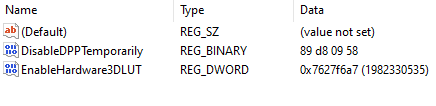 Name Type Data
(Default) REG_SZ (value not set)
DisableDPPTemporarily REG_BINARY 89 d8 09 58
EnableHardware3DLUT REG_DWORD 0x7627f6a7 (1982330535)